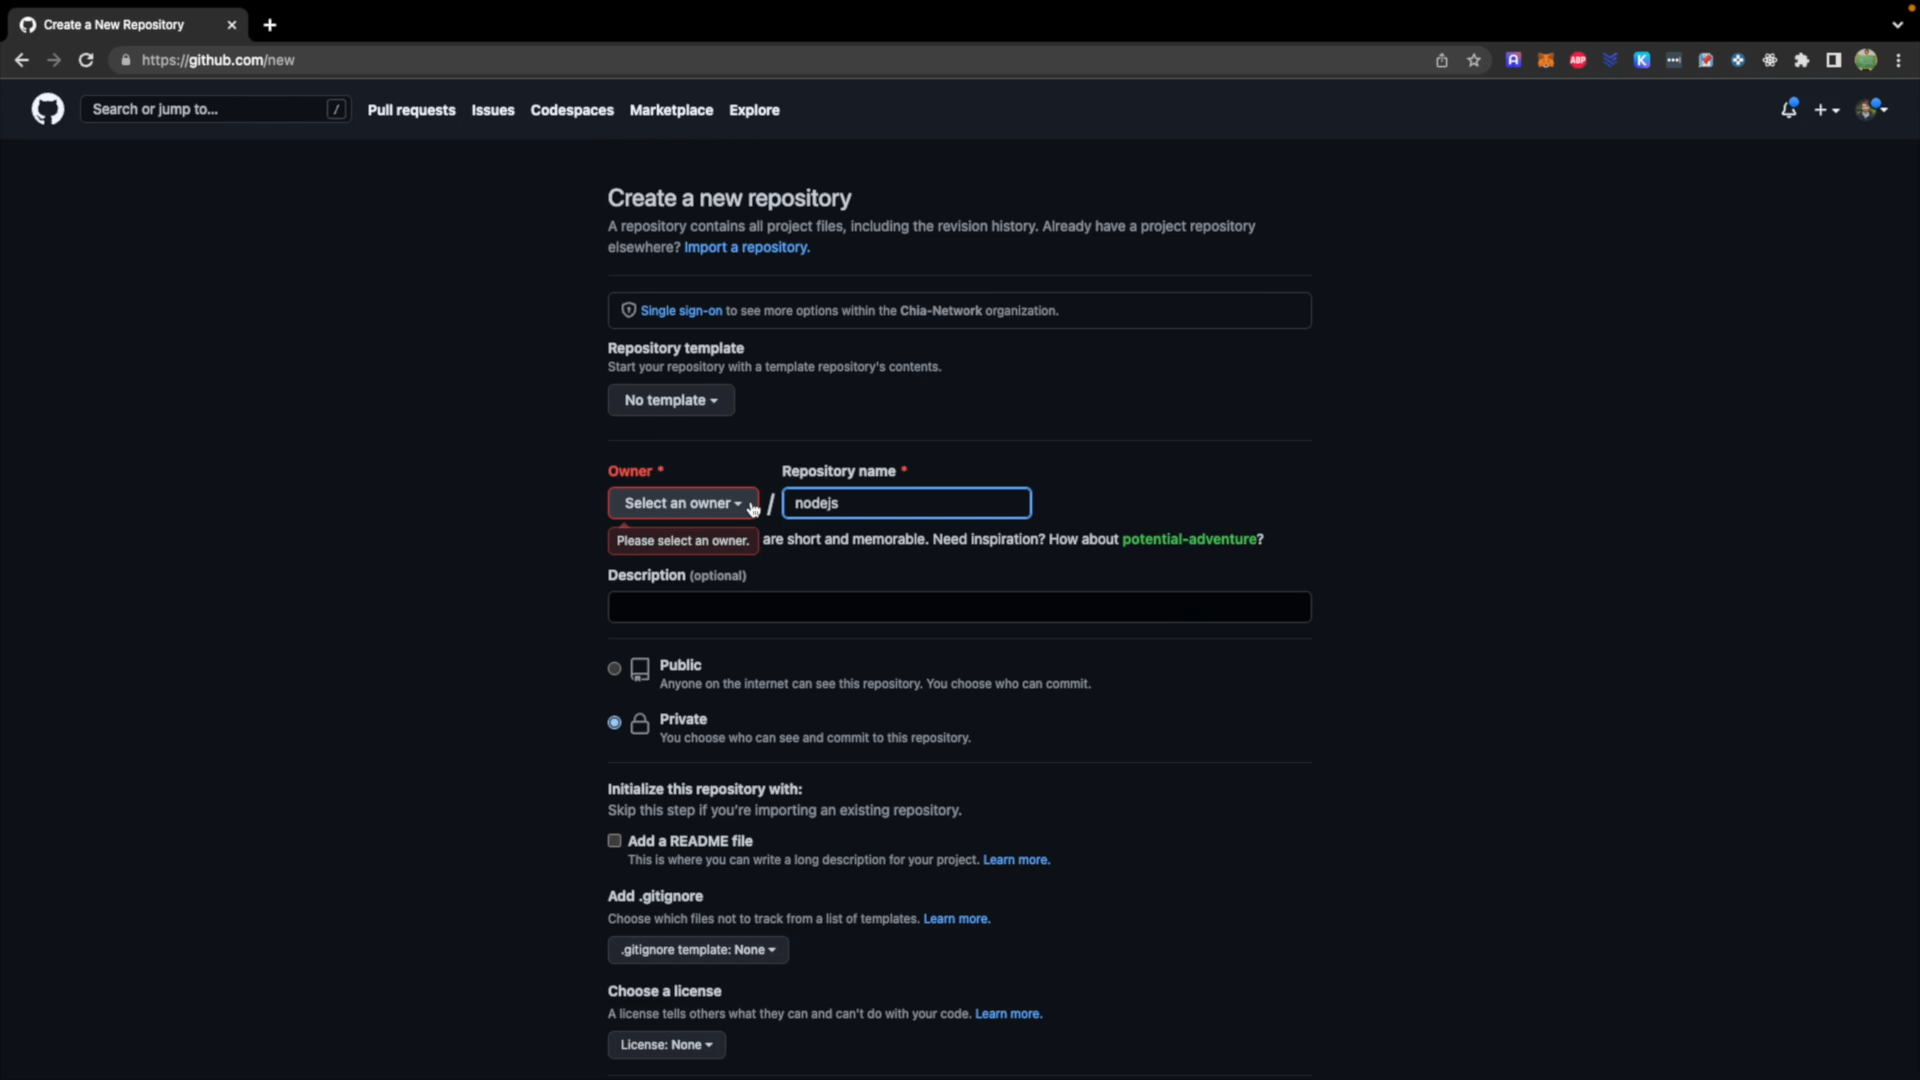 Create a New Repository
https://github.com/new
Search or jump to... /
Pull requests Issues Codespaces Marketplace Explore
Create a new repository
A repository contains all project files, including the revision history. Already have a project repository
elsewhere? Import a repository.
Single sign-on to see more options within the Chia-Network organization.
Repository template
Start your repository with a template repository's contents.
No template
Owner * Repository name *
Select an owner / nodejs
Please select an owner. are short and memorable. Need inspiration? How about potential-adventure?
Description (optional)
Public
Anyone on the internet can see this repository. You choose who can commit.
Private
You choose who can see and commit to this repository.
Initialize this repository with:
Skip this step if you're importing an existing repository.
Add a README file
This is where you can write a long description for your project. Learn more.
Add .gitignore
Choose which files not to track from a list of templates. Learn more.
.gitignore template: None
Choose a license
A license tells others what they can and can't do with your code. Learn more.
License: None